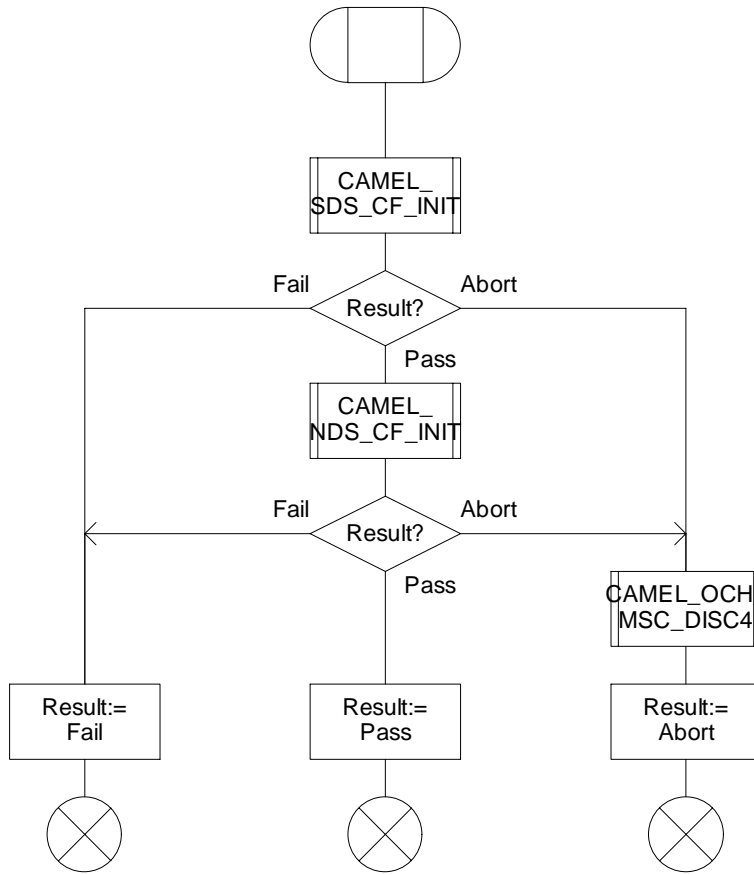 CAMEL_
SDS_CF_INIT
Fail
Abort
Result?
Pass
CAMEL_
NDS_CF_INIT
Fail
Abort
Result?
Pass
CAMEL_OCH
MSC_DISC4
Result:=
Fail
Result:=
Pass
Result:=
Abort